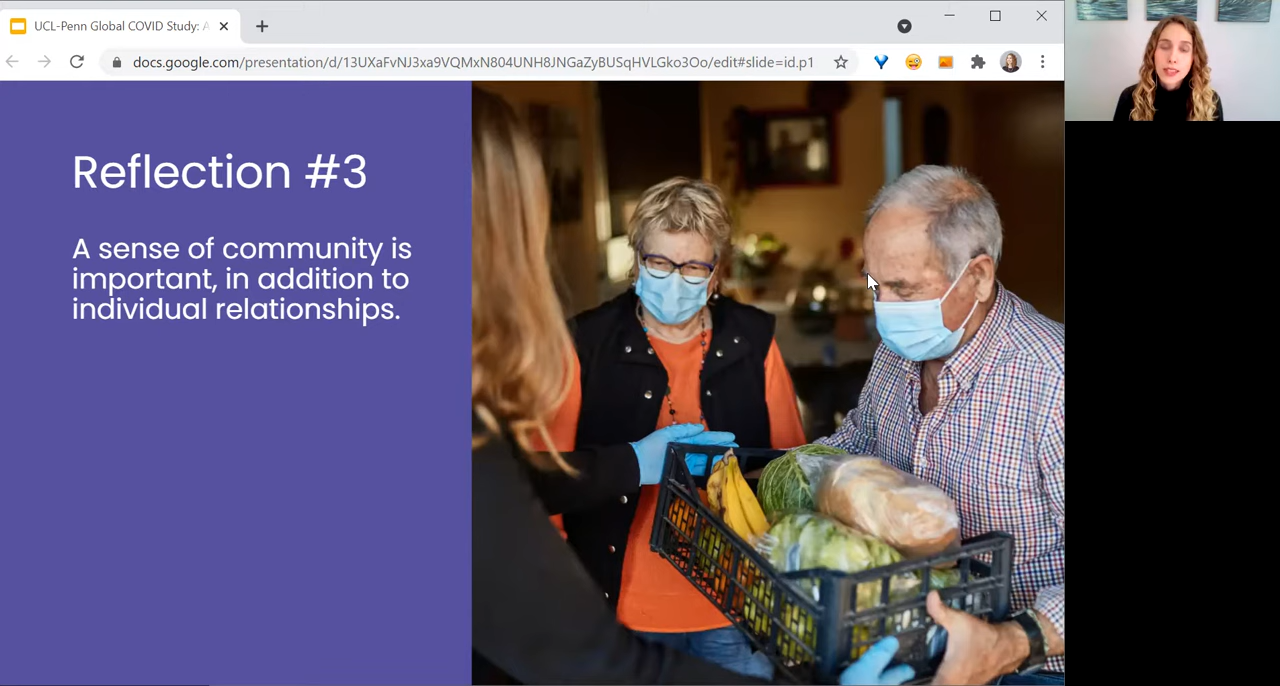 UCL-Penn Global COVID Study: A
docs.google.com/presentation/d/13UXaFvNJ3xa9VQMxN804UNH8JNGaZyBUSqHVLGko3Oo/edit#slide=id.p1
Reflection #3
A sense of community is
important, in addition to
individual relationships.